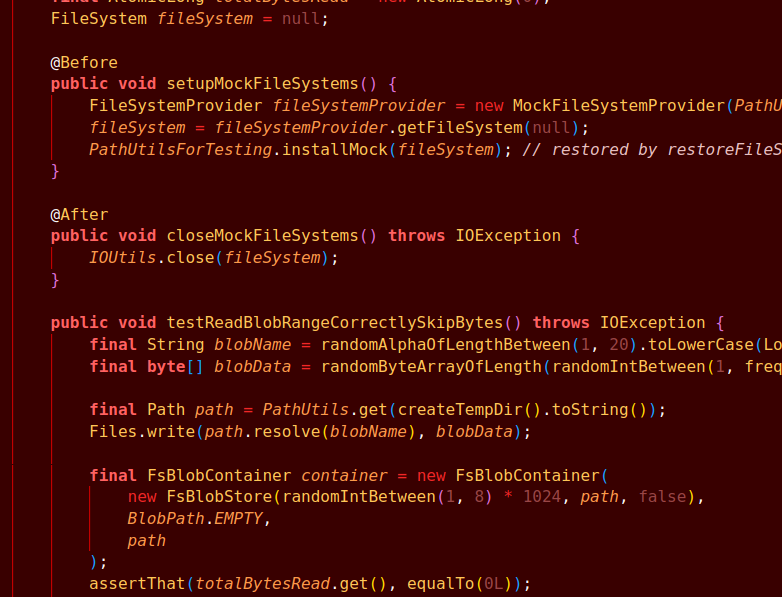 final AtomicLong totalBytesRead = new AtomicLong(0);
FileSystem fileSystem = null;
@Before
public void setupMockFileSystems() {
FileSystemProvider fileSystemProvider = new MockFileSystemProvider(PathU
fileSystem = fileSystemProvider.getFileSystem(null);
PathUtilsForTesting.installMock(fileSystem); // restored by restoreFileS
}
@After
public void closeMockFileSystems() throws IOException {
IOUtils.close(fileSystem);
}
public void testReadBlobRangeCorrectlySkipBytes() throws IOException {
final String blobName = randomAlphaOfLengthBetween(1, 20).toLowerCase(Lo
final byte[] blobData = randomByteArrayOfLength(randomIntBetween(1, freq
final Path path = PathUtils.get(createTempDir().toString());
Files.write(path.resolve(blobName), blobData);
final FsBlobContainer container = new FsBlobContainer(
new FsBlobStore(randomIntBetween(1, 8) * 1024, path, false),
BlobPath.EMPTY,
path
);
assertThat(totalBytesRead.get(), equalTo(0L));